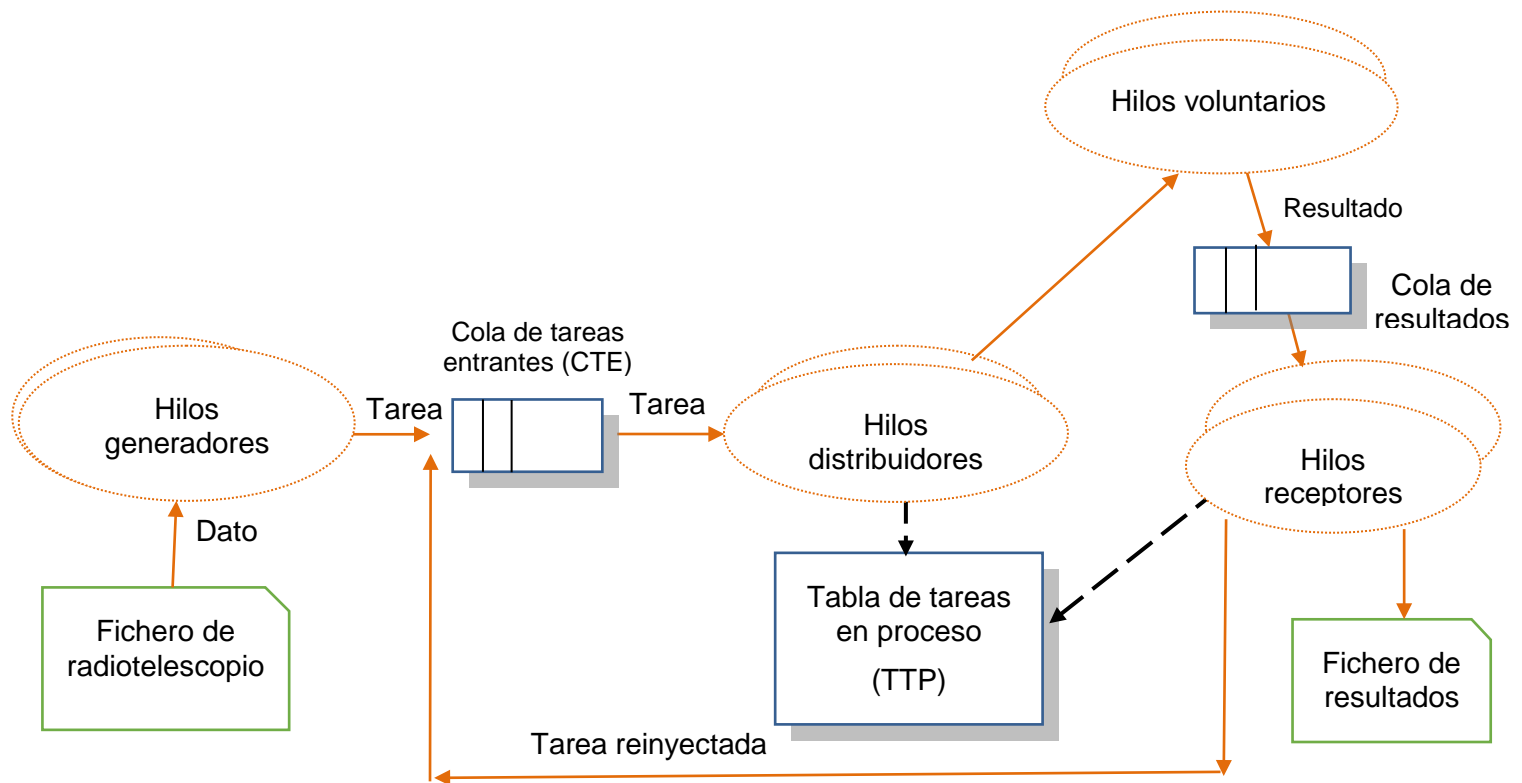 Hilos voluntarios
Resultado
Cola de
resultados
Cola de tareas
entrantes (CTE)
Hilos
generadores
Tarea
Tarea
Hilos
distribuidores
Hilos
receptores
Dato
Fichero de
radiotelescopio
Tabla de tareas
en proceso
(TTP)
Fichero de
resultados
Tarea reinyectada